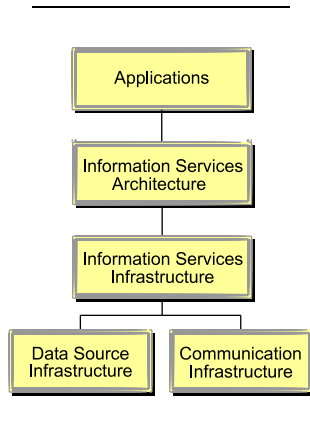 Applications
Information Services
Architecture
Information Services
Infrastructure
Data Source
Infrastructure
Communication
Infrastructure